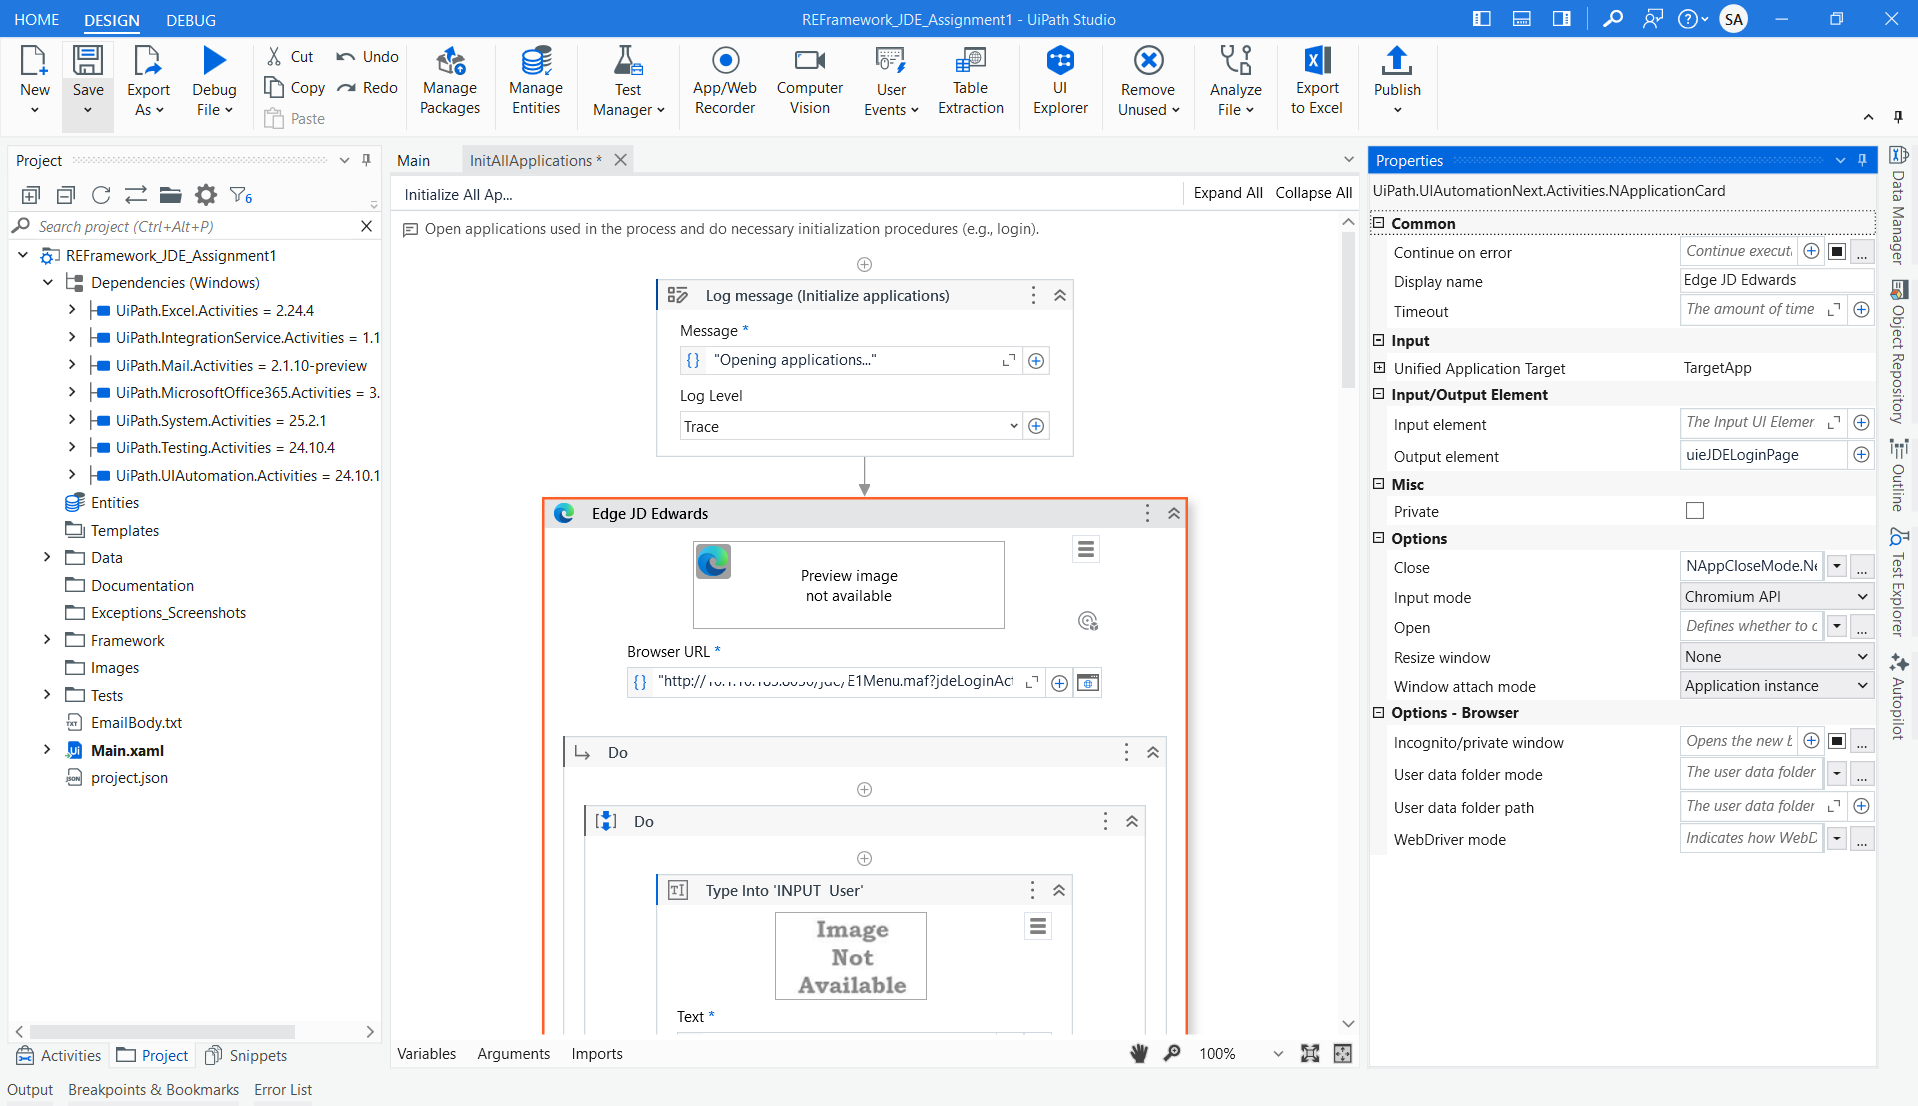 HOME DESIGN DEBUG
REFramework_JDE_Assignment1 - UiPath Studio
SA
New
Save
Export As
Debug File
Cut
Copy
Paste
Undo
Redo
Manage Packages
Manage Entities
Test Manager
App/Web Recorder
Computer Vision
User Events
Table Extraction
UI Explorer
Remove Unused
Analyze File
Export to Excel
Publish
Project
6
Search project (Ctrl+Alt+P)
REFramework_JDE_Assignment1
Dependencies (Windows)
UiPath.Excel.Activities = 2.24.4
UiPath.IntegrationService.Activities = 1.1
UiPath.Mail.Activities = 2.1.10-preview
UiPath.MicrosoftOffice365.Activities = 3.
UiPath.System.Activities = 25.2.1
UiPath.Testing.Activities = 24.10.4
UiPath.UIAutomation.Activities = 24.10.1
Entities
Templates
Data
Documentation
Exceptions_Screenshots
Framework
Images
Tests
EmailBody.txt
Main.xaml
project.json
Activities Project Snippets
Output Breakpoints & Bookmarks Error List
Main InitAllApplications *
Initialize All Ap...
Expand All Collapse All
Open applications used in the process and do necessary initialization procedures (e.g., login).
Log message (Initialize applications)
Message *
"Opening applications..."
Log Level
Trace
Edge JD Edwards
Preview image
not available
Browser URL *
"http:// E1Menu.maf?jdeLoginAct
Do
Do
Type Into 'INPUT User'
Image
Not
Available
Text *
Variables Arguments Imports
100%
Properties
UiPath.UIAutomationNext.Activities.NApplicationCard
Common
Continue on error Continue execut
Display name Edge JD Edwards
Timeout The amount of time
Input
Unified Application Target TargetApp
Input/Output Element
Input element The Input UI Elemer
Output element uieJDELoginPage
Misc
Private
Options
Close NAppCloseMode.Ne
Input mode Chromium API
Open Defines whether to c
Resize window None
Window attach mode Application instance
Options - Browser
Incognito/private window Opens the new b
User data folder mode The user data folder
User data folder path The user data folder
WebDriver mode Indicates how WebD
Data Manager
Object Repository
Outline
Test Explorer
Autopilot